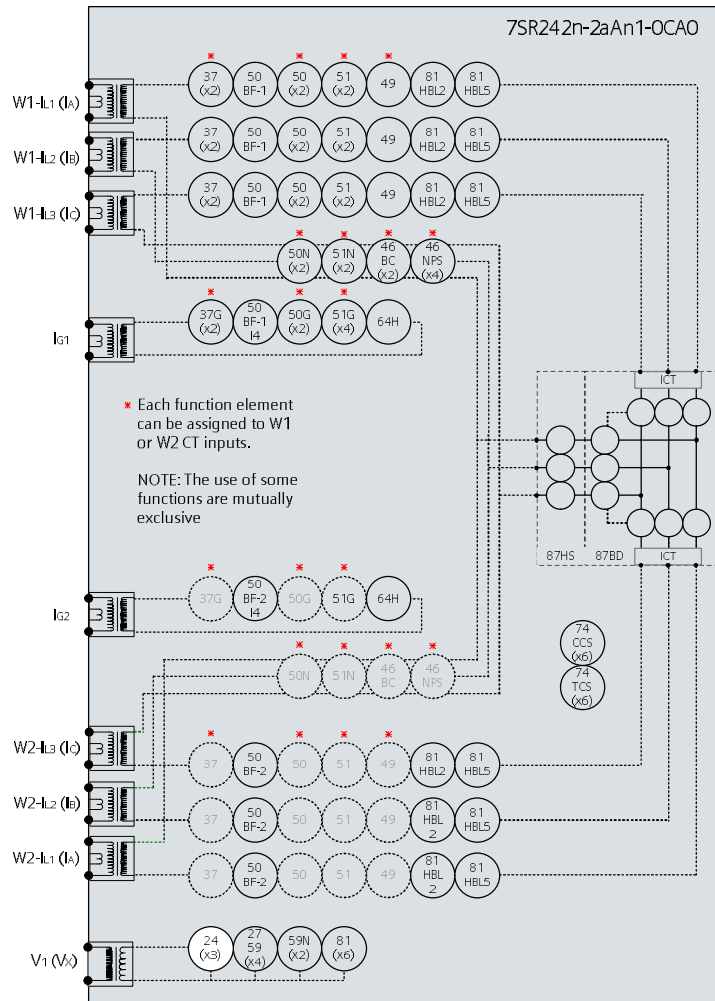 7SR242n-2aAn1-0CA0
* * * *
W1-IL1 (IA)
37
(x2)
50
BF-1
50
(x2)
51
(x2)
49
81
HBL2
81
HBL5
W1-IL2 (IB)
37
(x2)
50
BF-1
50
(x2)
51
(x2)
49
81
HBL2
81
HBL5
W1-IL3 (IC)
37
(x2)
50
BF-1
50
(x2)
51
(x2)
49
81
HBL2
81
HBL5
* * * *
50N
(x2)
51N
(x2)
46
BC
(x2)
46
NPS
(x4)
* * *
IG1
37G
(x2)
50
BF-1
I4
50G
(x2)
51G
(x4)
64H
ICT
* Each function element
can be assigned to W1
or W2 CT inputs.
NOTE: The use of some
functions are mutually
exclusive
87HS
87BD
ICT
* * *
IG2
37G
50
BF-2
I4
50G
51G
64H
74
CCS
(x6)
74
TCS
(x6)
* * * *
50N
51N
46
BC
46
NPS
* * * *
W2-IL3 (IC)
37
50
BF-2
50
51
49
81
HBL2
81
HBL5
W2-IL2 (IB)
37
50
BF-2
50
51
49
81
HBL
2
81
HBL5
W2-IL1 (IA)
37
50
BF-2
50
51
49
81
HBL
2
81
HBL5
V1 (VX)
24
(x3)
27
59
(x4)
59N
(x2)
81
(x6)